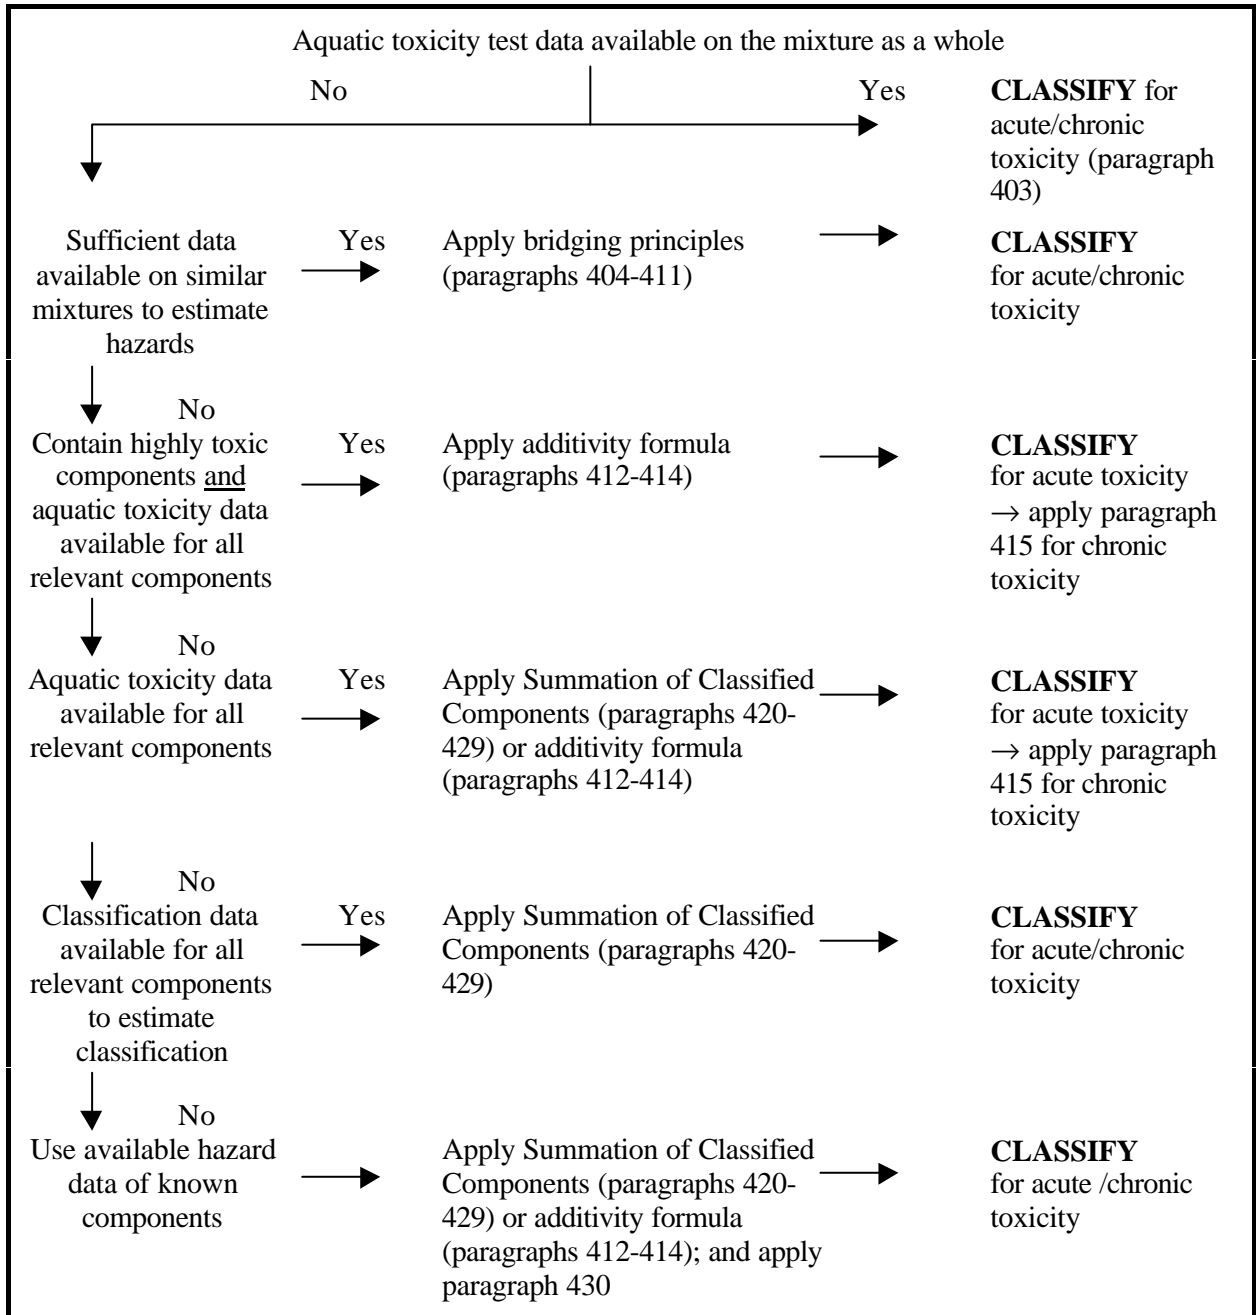 Aquatic toxicity test data available on the mixture as a whole
No
Yes
CLASSIFY for
acute/chronic
toxicity (paragraph
403)
Sufficient data
available on similar
mixtures to estimate
hazards
Yes
Apply bridging principles
(paragraphs 404-411)
CLASSIFY
for acute/chronic
toxicity
No
Contain highly toxic
components and
aquatic toxicity data
available for all
relevant components
Yes
Apply additivity formula
(paragraphs 412-414)
CLASSIFY
for acute toxicity
→ apply paragraph
415 for chronic
toxicity
No
Aquatic toxicity data
available for all
relevant components
Yes
Apply Summation of Classified
Components (paragraphs 420-
429) or additivity formula
(paragraphs 412-414)
CLASSIFY
for acute toxicity
→ apply paragraph
415 for chronic
toxicity
No
Classification data
available for all
relevant components
to estimate
classification
Yes
Apply Summation of Classified
Components (paragraphs 420-
429)
CLASSIFY
for acute/chronic
toxicity
No
Use available hazard
data of known
components
Apply Summation of Classified
Components (paragraphs 420-
429) or additivity formula
(paragraphs 412-414); and apply
paragraph 430
CLASSIFY
for acute /chronic
toxicity